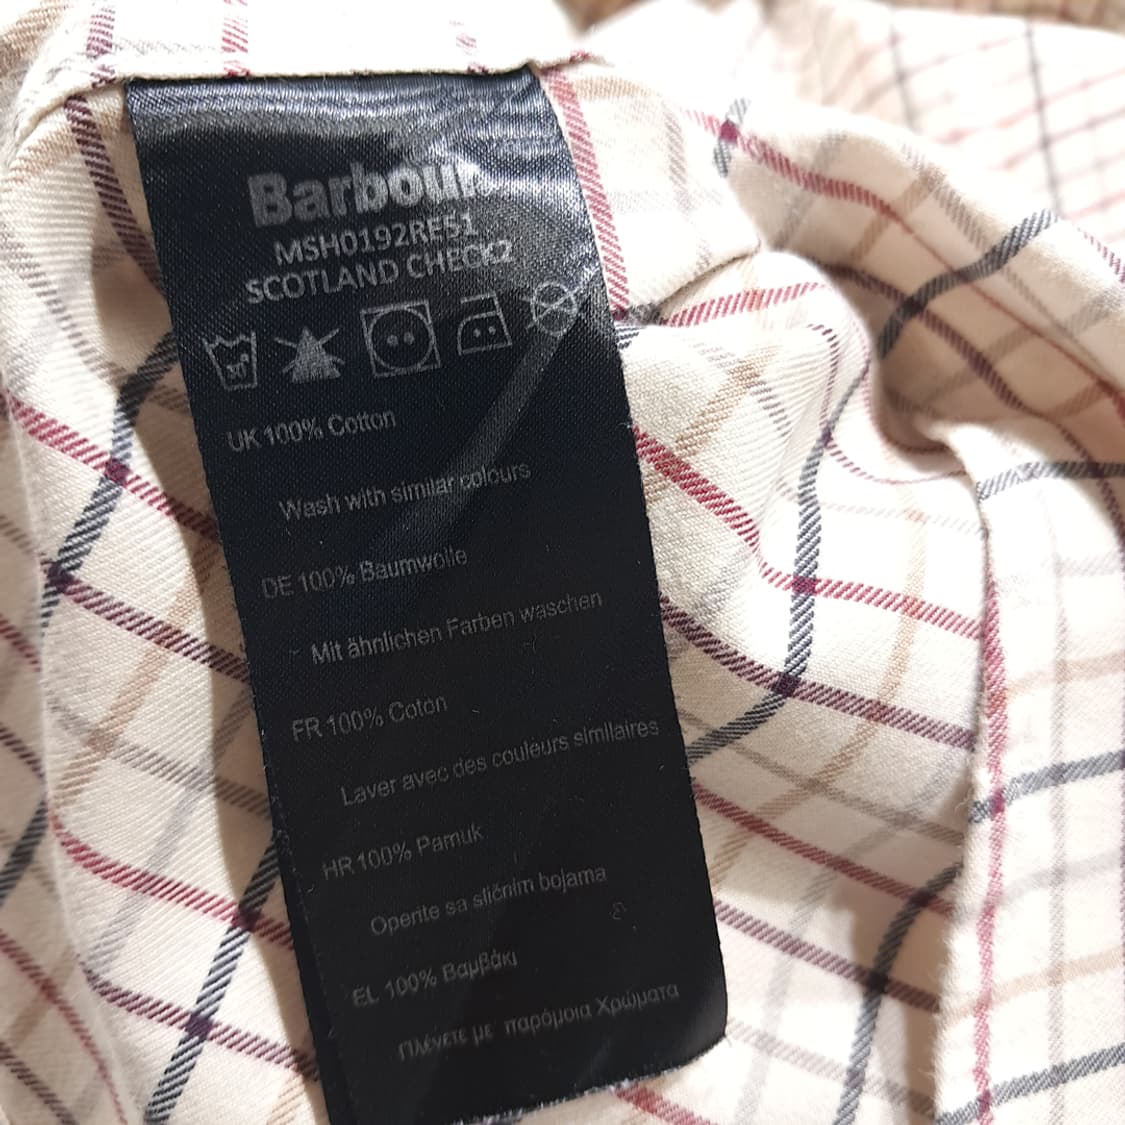 Barbour
MSH0192RE51
SCOTLAND CHECK2
UK 100% Cotton
Wash with similar colours
DE 100% Baumwolle
Mit ähnlichen Farben waschen
FR 100% Coton
Laver avec des couleurs similaires
HR 100% Pamuk
Operite sa sličnim bojama
EL 100% Βαμβάκι
Πλένετε με παρόμοια Χρώματα